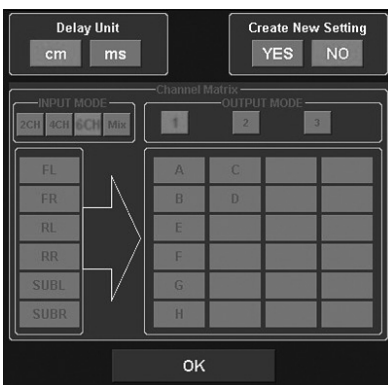 Delay Unit
cm ms
Create New Setting
YES NO
Channel Matrix
INPUT MODE
2CH 4CH 6CH Mix
OUTPUT MODE
1 2 3
FL
FR
RL
RR
SUBL
SUBR
A C
B D
E
F
G
H
OK